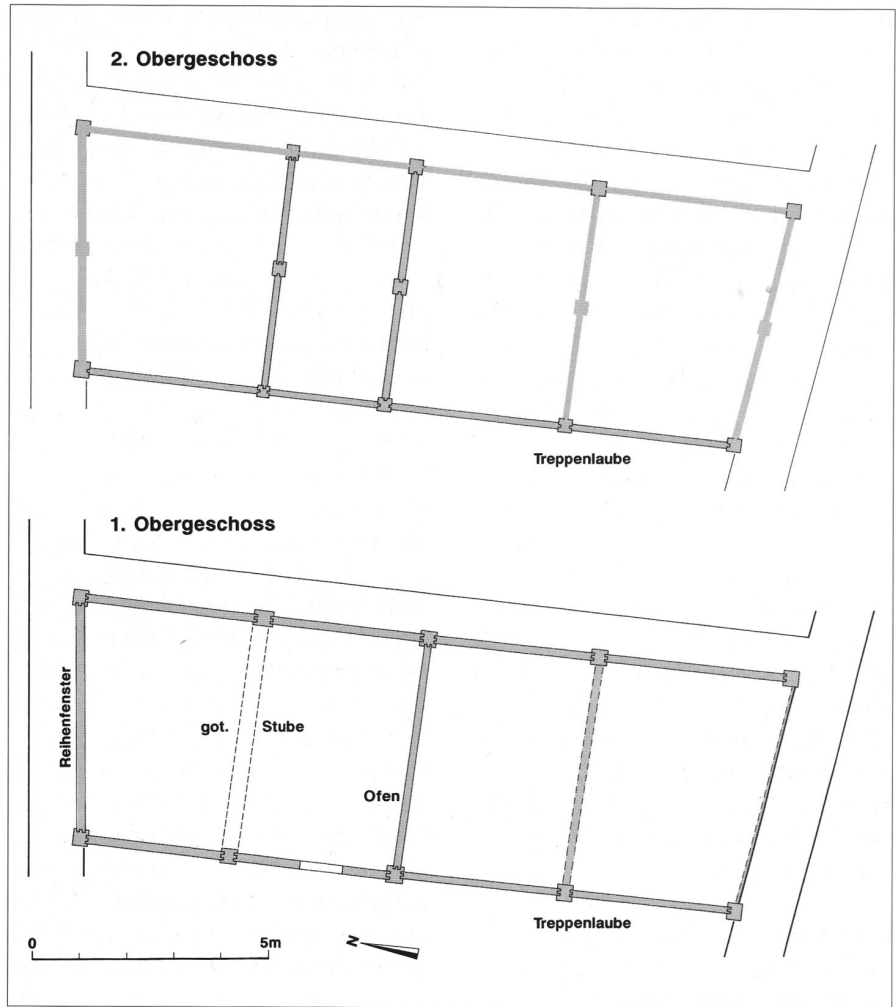 2. Obergeschoss
Treppenlaube
1. Obergeschoss
Reihenfenster
got. Stube
Ofen
Treppenlaube
0 5m
N